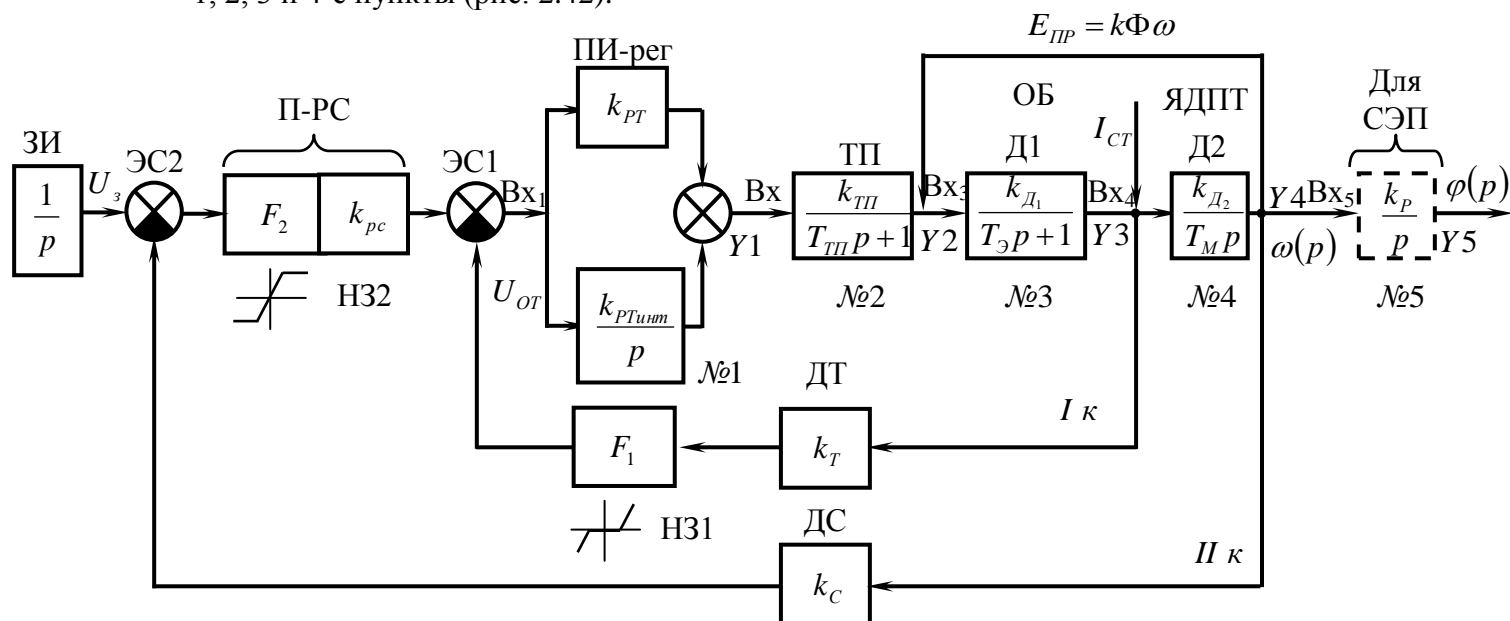 1, 2, 3 и 4-с пункты (рис. 2.42).
E_ПР = kΦω
ПИ-рег
Для
СЭП
П-РС
k_РТ
ОБ
ЯДПТ
ЗИ
ЭС2
ЭС1
ТП
Д1
I_СТ
Д2
1/p
U_з
F_2
k_рс
Вх_1
Вх
k_ТП/(T_ТП p + 1)
Вх_3
k_Д1/(T_Э p + 1)
Вх_4
k_Д2/(T_М p)
Y4
Вх_5
k_Р/p
φ(p)
Y1
Y2
Y3
ω(p)
Y5
НЗ2
U_ОТ
k_РТинт/p
№1
№2
№3
№4
№5
ДТ
F_1
k_Т
I к
НЗ1
ДС
k_С
II к